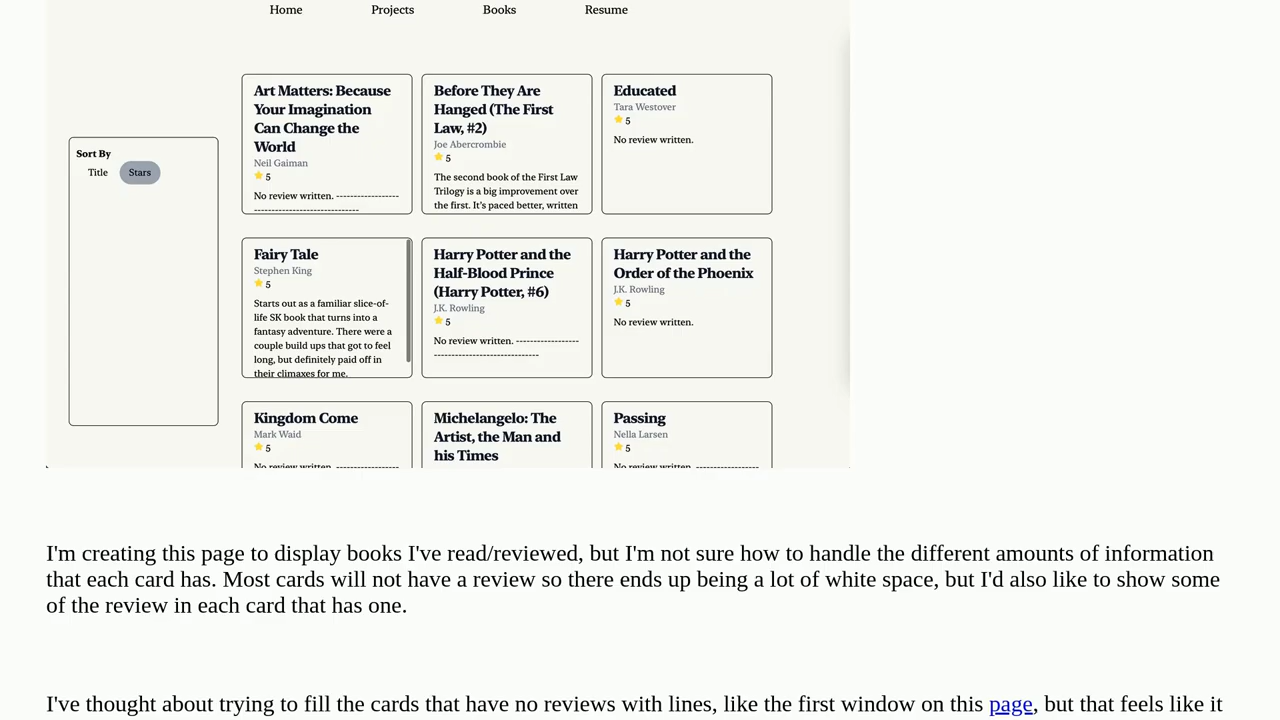 Home Projects Books Resume
Art Matters: Because
Your Imagination
Can Change the
World
Neil Gaiman
5
No review written. ------------------
------------------------------
Before They Are
Hanged (The First
Law, #2)
Joe Abercrombie
5
The second book of the First Law
Trilogy is a big improvement over
the first. It's paced better, written
Educated
Tara Westover
5
No review written.
Sort By
Title Stars
Fairy Tale
Stephen King
5
Starts out as a familiar slice-of-
life SK book that turns into a
fantasy adventure. There were a
couple build ups that got to feel
long, but definitely paid off in
their climaxes for me.
Harry Potter and the
Half-Blood Prince
(Harry Potter, #6)
J.K. Rowling
5
No review written. ------------------
------------------------------
Harry Potter and the
Order of the Phoenix
J.K. Rowling
5
No review written.
Kingdom Come
Mark Waid
5
No review written. ------------------
Michelangelo: The
Artist, the Man and
his Times
Passing
Nella Larsen
5
No review written. ------------------
I'm creating this page to display books I've read/reviewed, but I'm not sure how to handle the different amounts of information
that each card has. Most cards will not have a review so there ends up being a lot of white space, but I'd also like to show some
of the review in each card that has one.
I've thought about trying to fill the cards that have no reviews with lines, like the first window on this page, but that feels like it